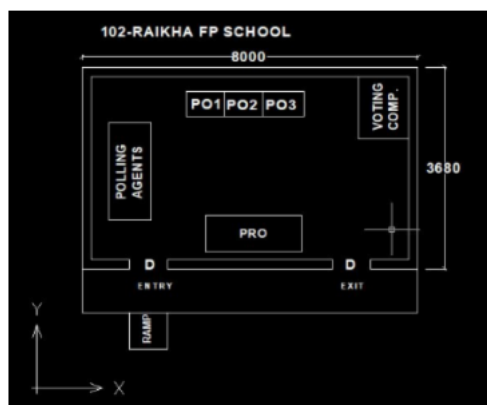 102-RAIKHA FP SCHOOL
8000
PO1 PO2 PO3
VOTING
COMP.
POLLING
AGENTS
3680
PRO
D D
ENTRY EXIT
RAMP
Y
X